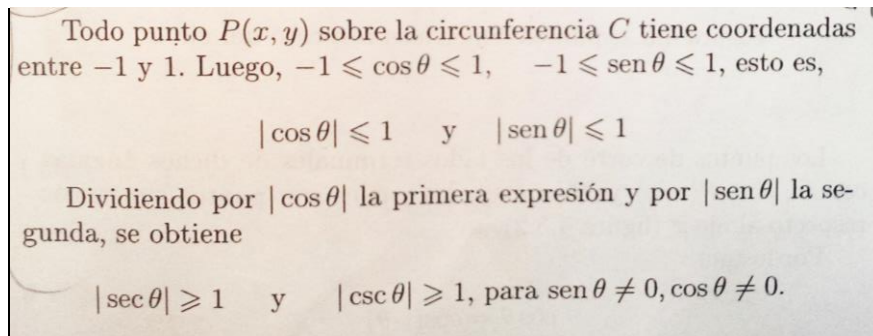 Todo punto P(x, y) sobre la circunferencia C tiene coordenadas
entre −1 y 1. Luego, −1 ⩽ cos θ ⩽ 1, −1 ⩽ sen θ ⩽ 1, esto es,
| cos θ| ⩽ 1 y | sen θ| ⩽ 1
Dividiendo por | cos θ| la primera expresión y por | sen θ| la se-
gunda, se obtiene
| sec θ| ⩾ 1 y | csc θ| ⩾ 1, para sen θ ≠ 0, cos θ ≠ 0.